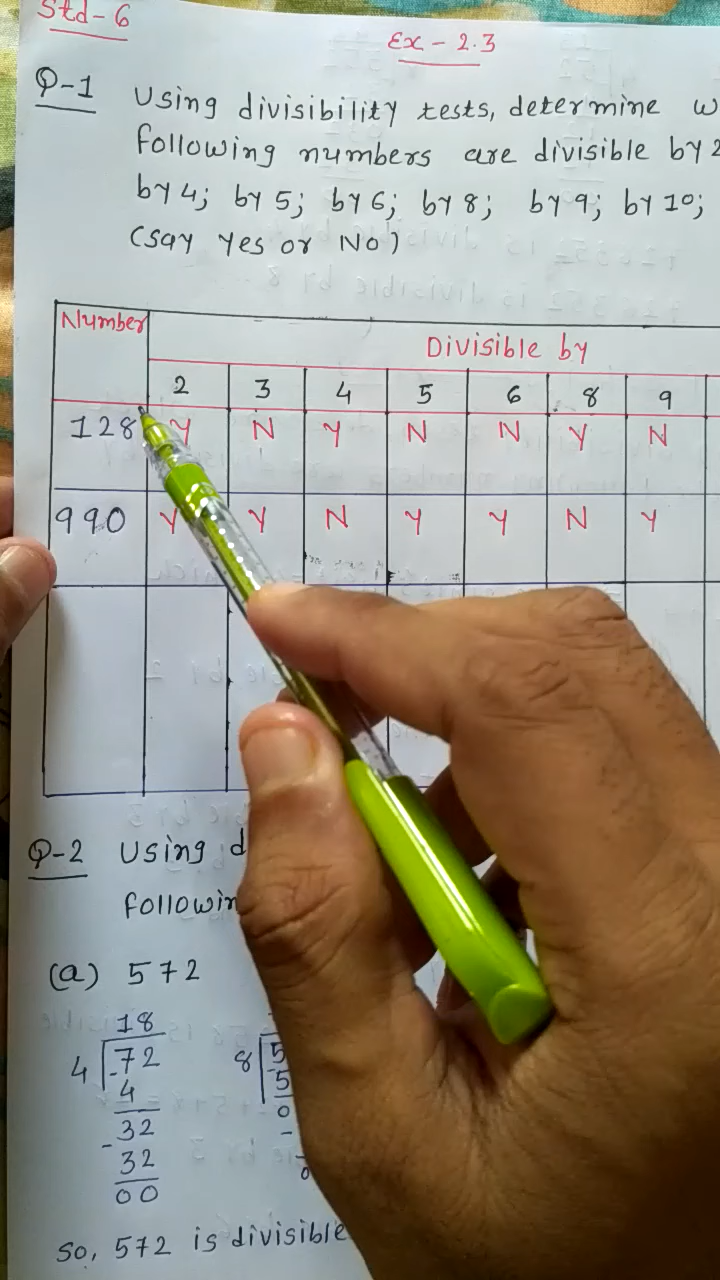 Std - 6
Ex - 2.3
Q-1 Using divisibility tests, determine
following numbers are divisible by 2
by 4; by 5; by 6; by 8; by 9; by 10;
(say Yes or No)
Number Divisible by
2 3 4 5 6 8 9
128 Y N Y N N Y N
990 Y Y N Y Y N Y
Q-2 Using
(a) 572
18
4 72 8 5
- 4 5
32 0
- 32 -
00 0
So, 572 is divisible